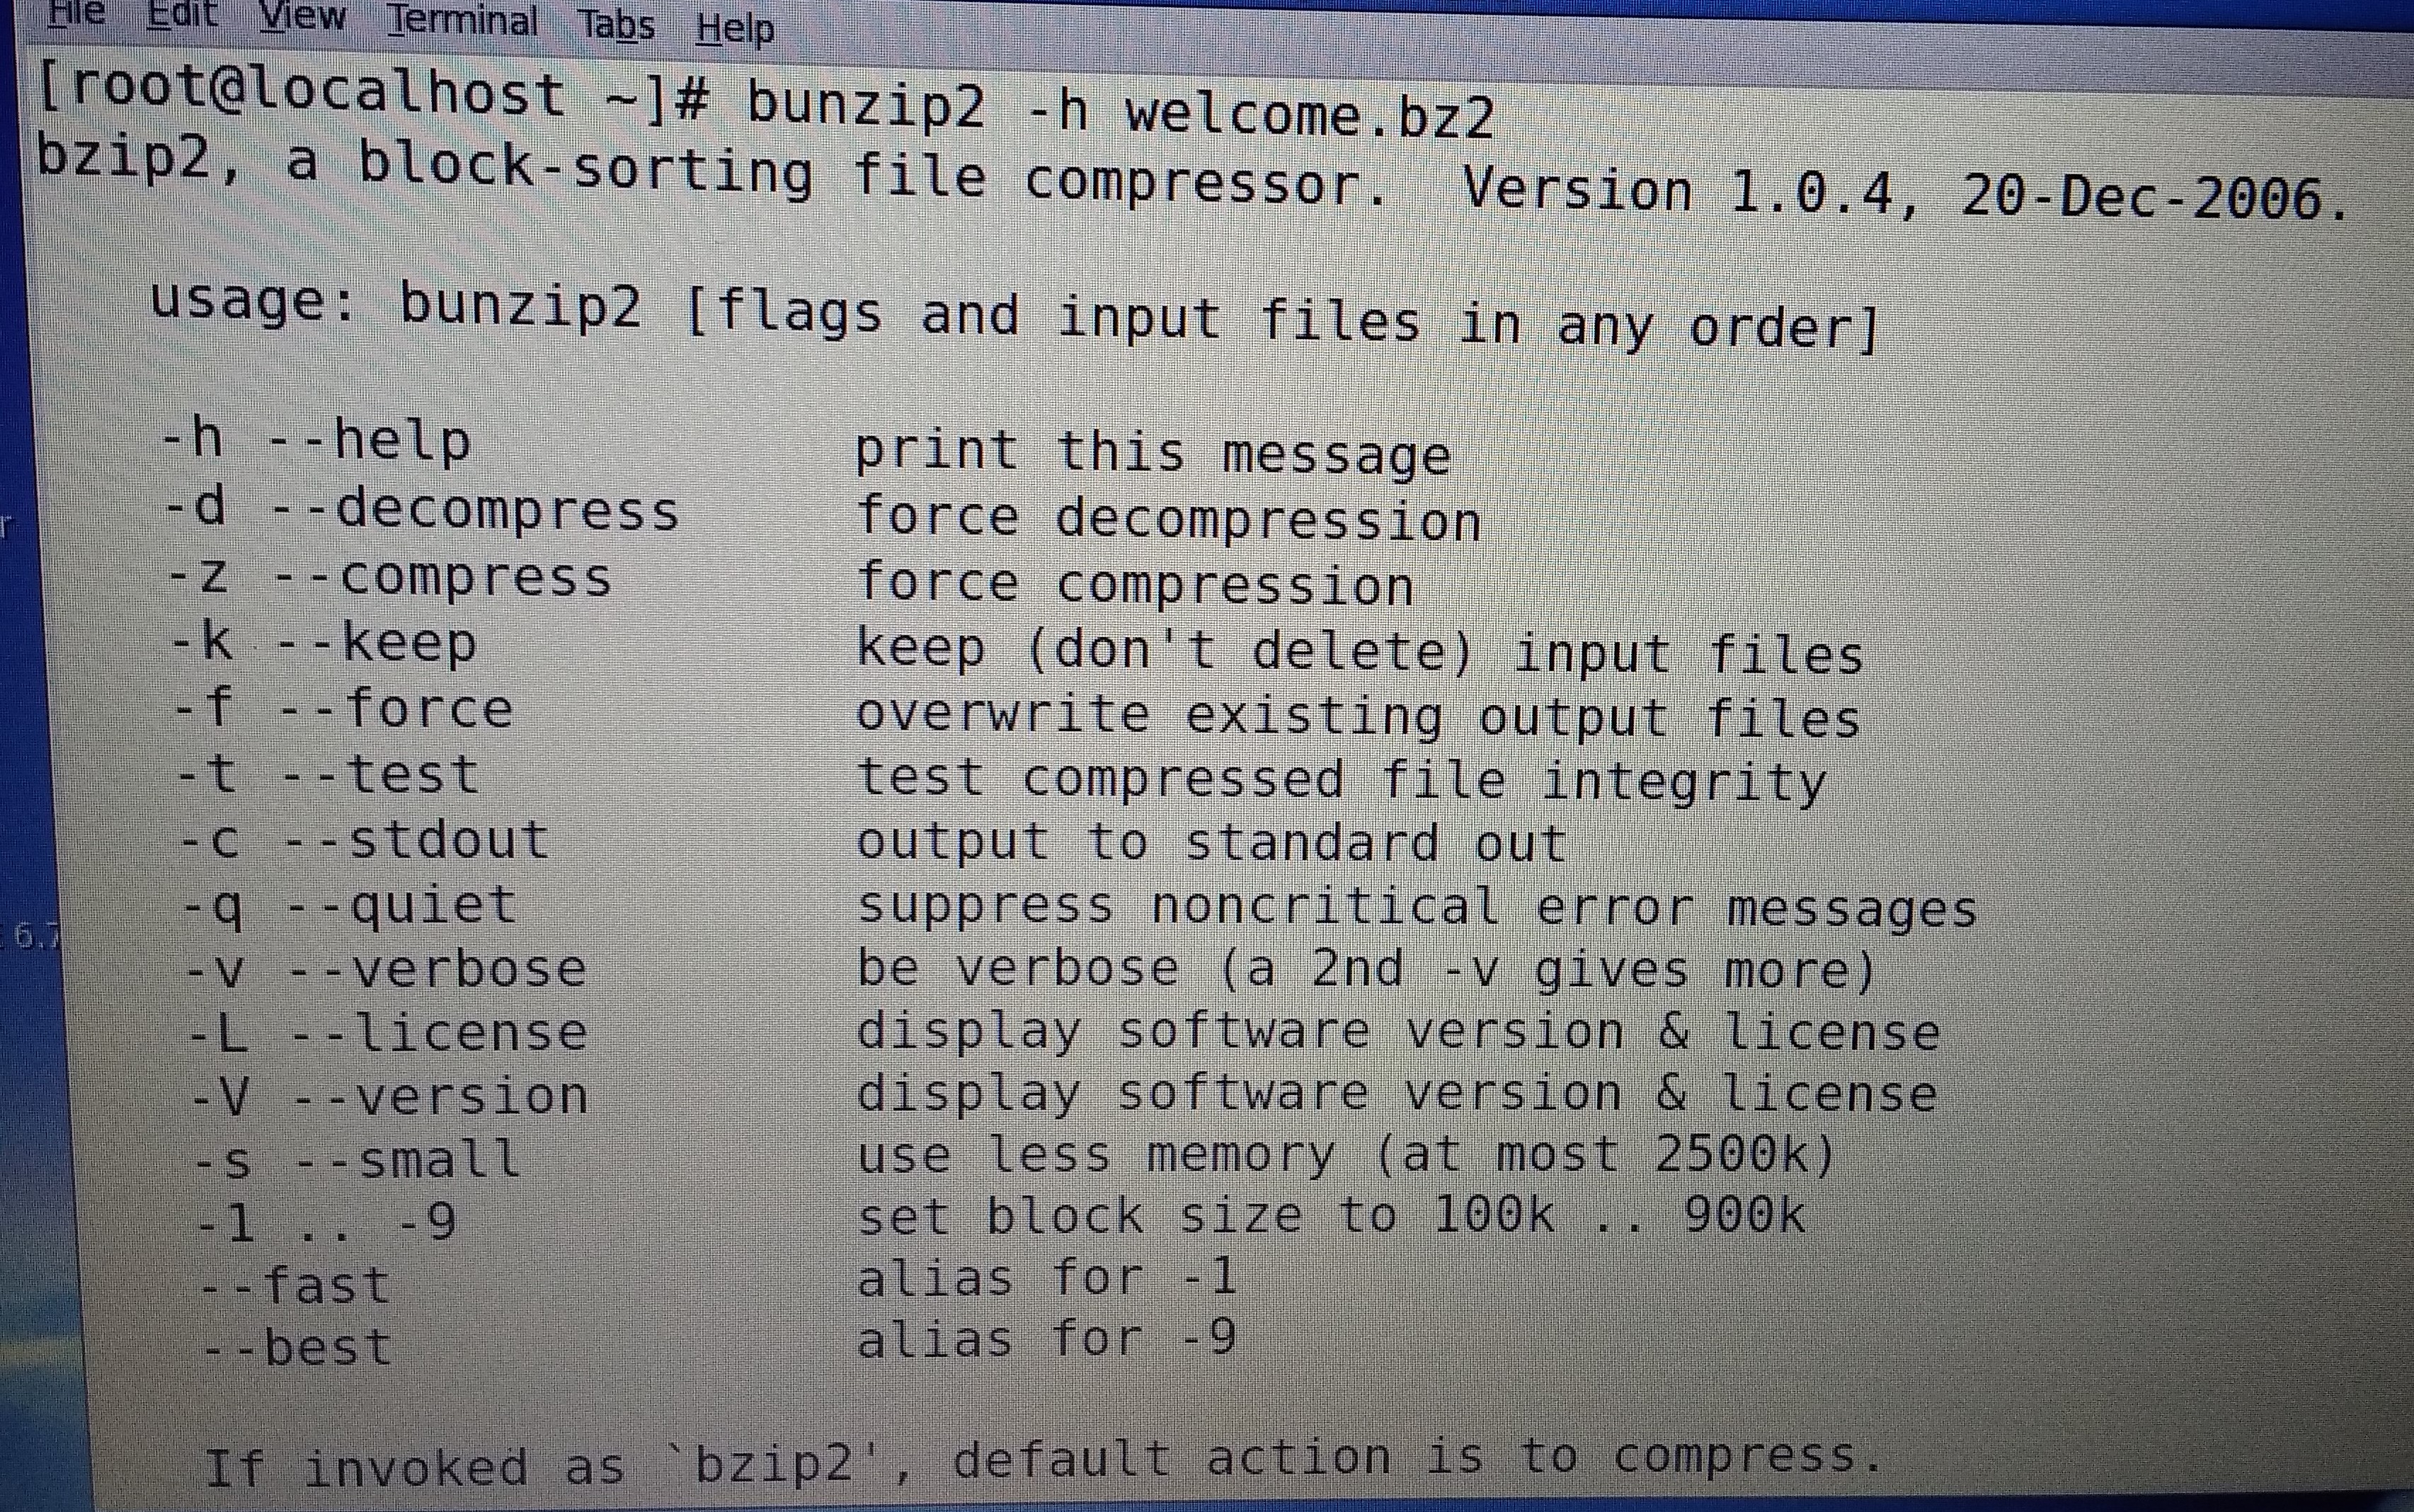 File Edit View Terminal Tabs Help
[root@localhost ~]# bunzip2 -h welcome.bz2
bzip2, a block-sorting file compressor.  Version 1.0.4, 20-Dec-2006.
usage: bunzip2 [flags and input files in any order]
-h --help print this message
-d --decompress force decompression
-z --compress force compression
-k --keep keep (don't delete) input files
-f --force overwrite existing output files
-t --test test compressed file integrity
-c --stdout output to standard out
-q --quiet suppress noncritical error messages
-v --verbose be verbose (a 2nd -v gives more)
-L --license display software version & license
-V --version display software version & license
-s --small use less memory (at most 2500k)
-1 .. -9 set block size to 100k .. 900k
--fast alias for -1
--best alias for -9
If invoked as `bzip2', default action is to compress.
r
6.7